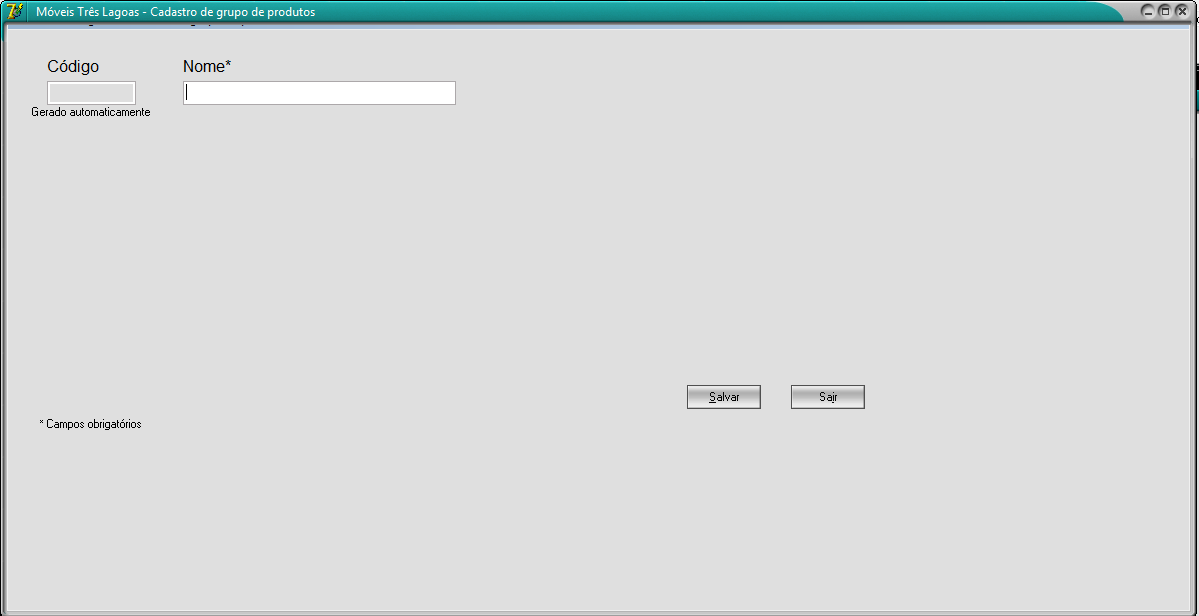 Móveis Três Lagoas - Cadastro de grupo de produtos
Código Nome*
Gerado automaticamente
Salvar Sair
* Campos obrigatórios